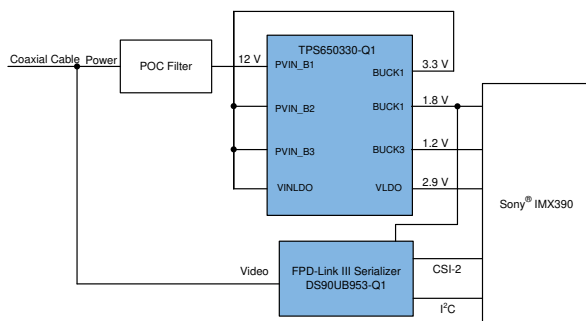 TPS650330-Q1
Coaxial Cable Power POC Filter 12 V PVIN_B1 BUCK1 3.3 V
PVIN_B2 BUCK1 1.8 V
PVIN_B3 BUCK3 1.2 V
VINLDO VLDO 2.9 V
Sony® IMX390
Video FPD-Link III Serializer CSI-2
DS90UB953-Q1
I²C